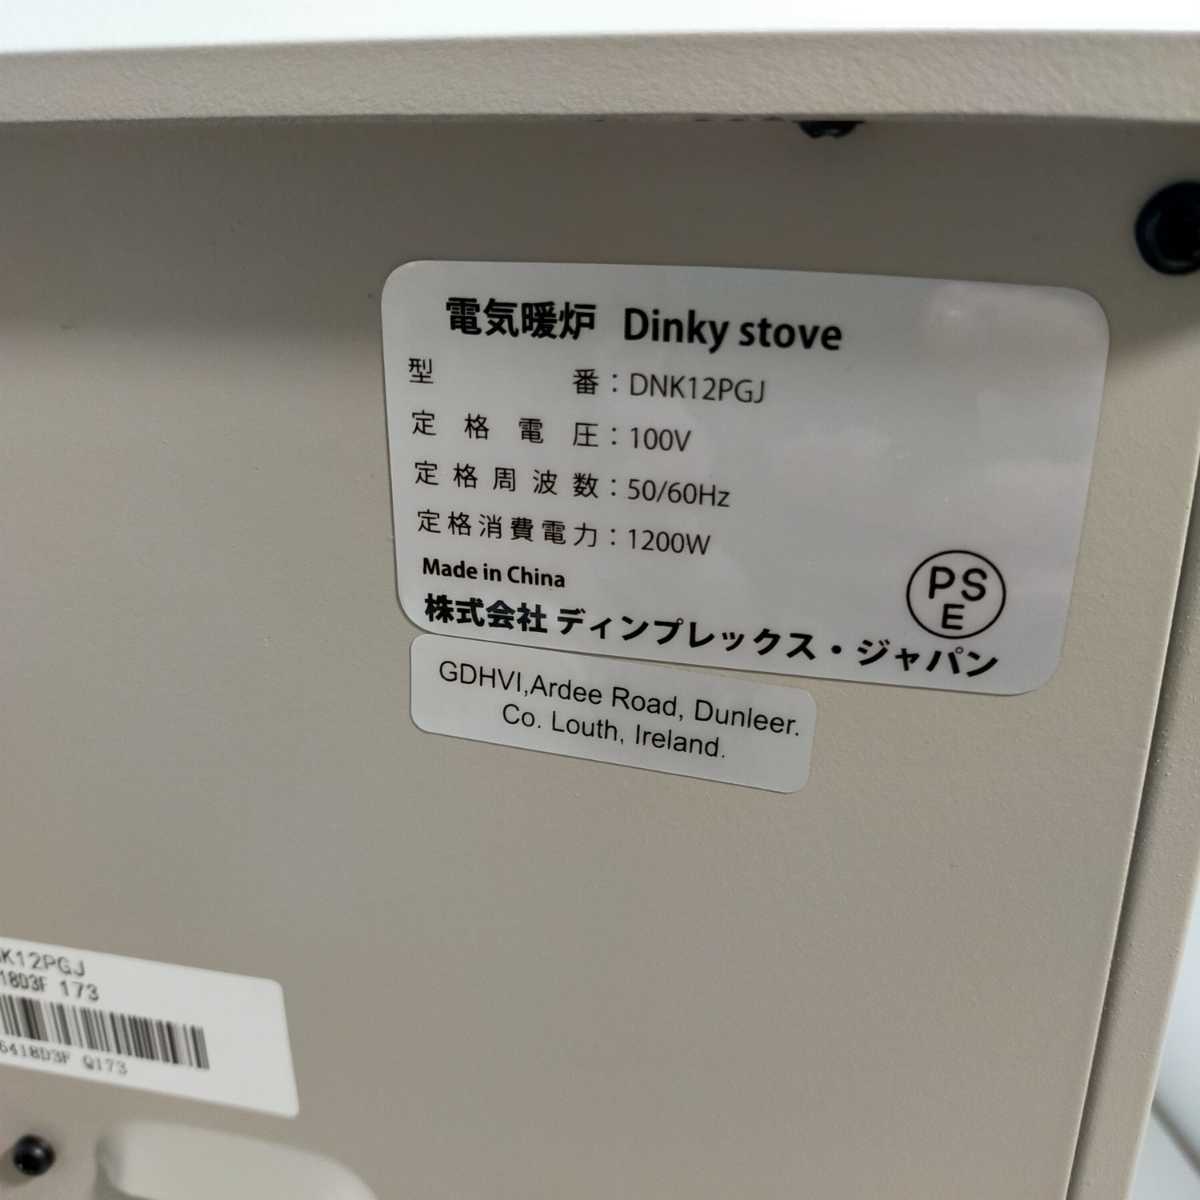 電気暖炉 Dinky stove
型番：DNK12PGJ
定格電圧：100V
定格周波数：50/60Hz
定格消費電力：1200W
Made in China
PS
E
株式会社 ディンプレックス・ジャパン
GDHVI,Ardee Road, Dunleer.
Co. Louth, Ireland.
K12PGJ
18D3F 173
6418D3F Q173